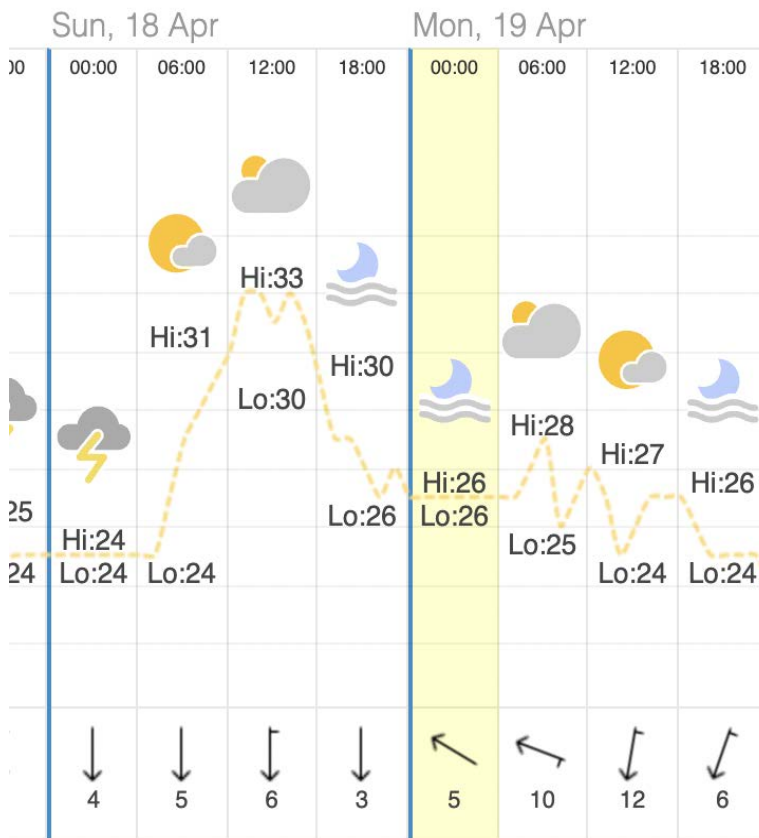 Sun, 18 Apr Mon, 19 Apr
00 00:00 06:00 12:00 18:00 00:00 06:00 12:00 18:00
Hi:33
Hi:31
Hi:30
Lo:30
Hi:28
Hi:27
Hi:26 Hi:26
25 Lo:26 Lo:26
Hi:24 Lo:25
24 Lo:24 Lo:24 Lo:24 Lo:24
4 5 6 3 5 10 12 6